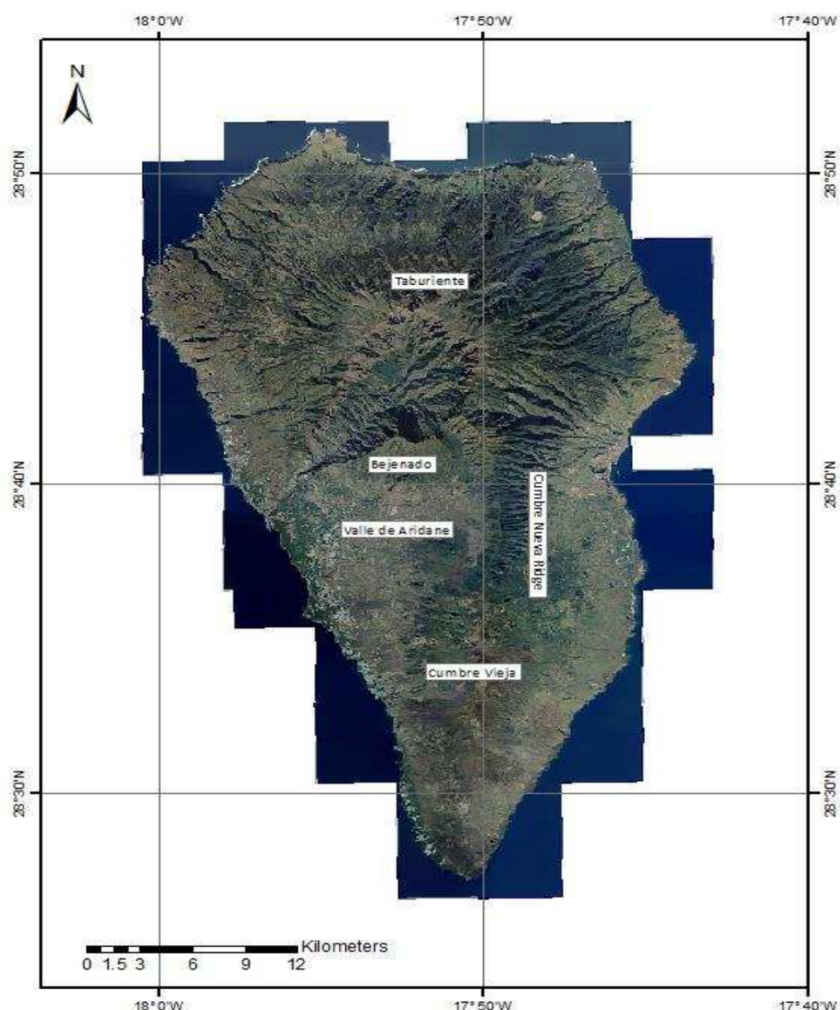 18°0'W 17°50'W 17°40'W
N
28°50'N 28°50'N
Taburiente
Bejenado
28°40'N 28°40'N
Cumbre Nueva Ridge
Valle de Aridane
Cumbre Vieja
28°30'N 28°30'N
Kilometers
0 1.5 3 6 9 12
18°0'W 17°50'W 17°40'W